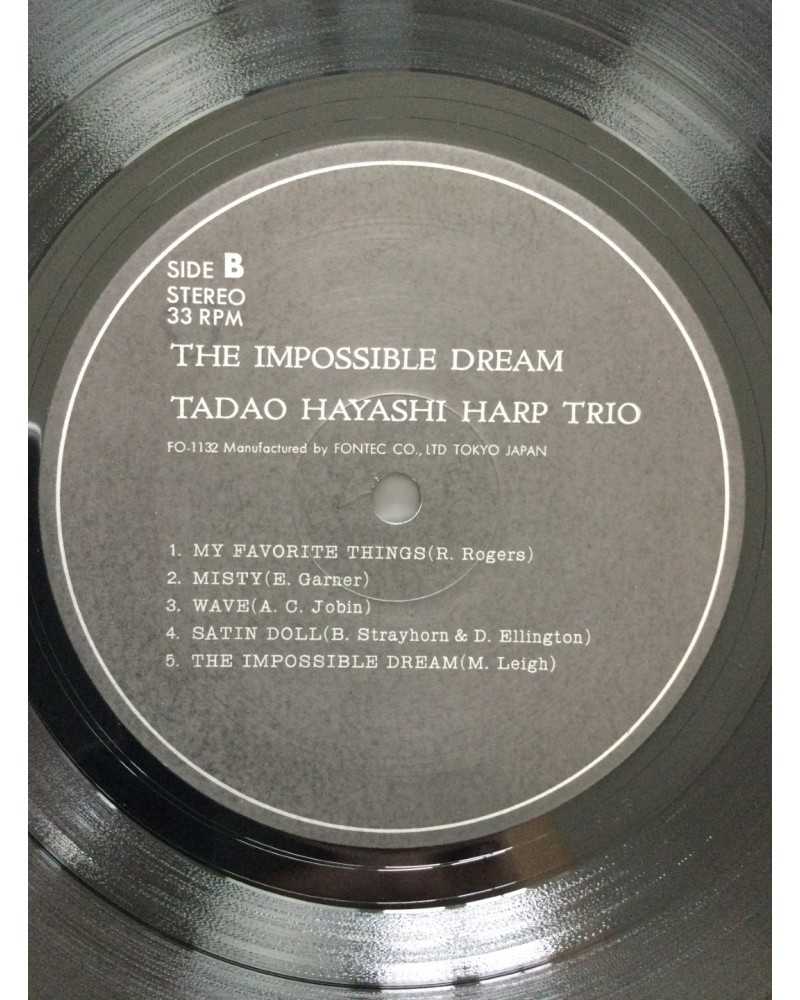 SIDE B
STEREO
33 RPM
THE IMPOSSIBLE DREAM
TADAO HAYASHI HARP TRIO
FO-1132 Manufactured by FONTEC CO., LTD TOKYO JAPAN
1. MY FAVORITE THINGS(R. Rogers)
2. MISTY(E. Garner)
3. WAVE(A. C. Jobin)
4. SATIN DOLL(B. Strayhorn & D. Ellington)
5. THE IMPOSSIBLE DREAM(M. Leigh)